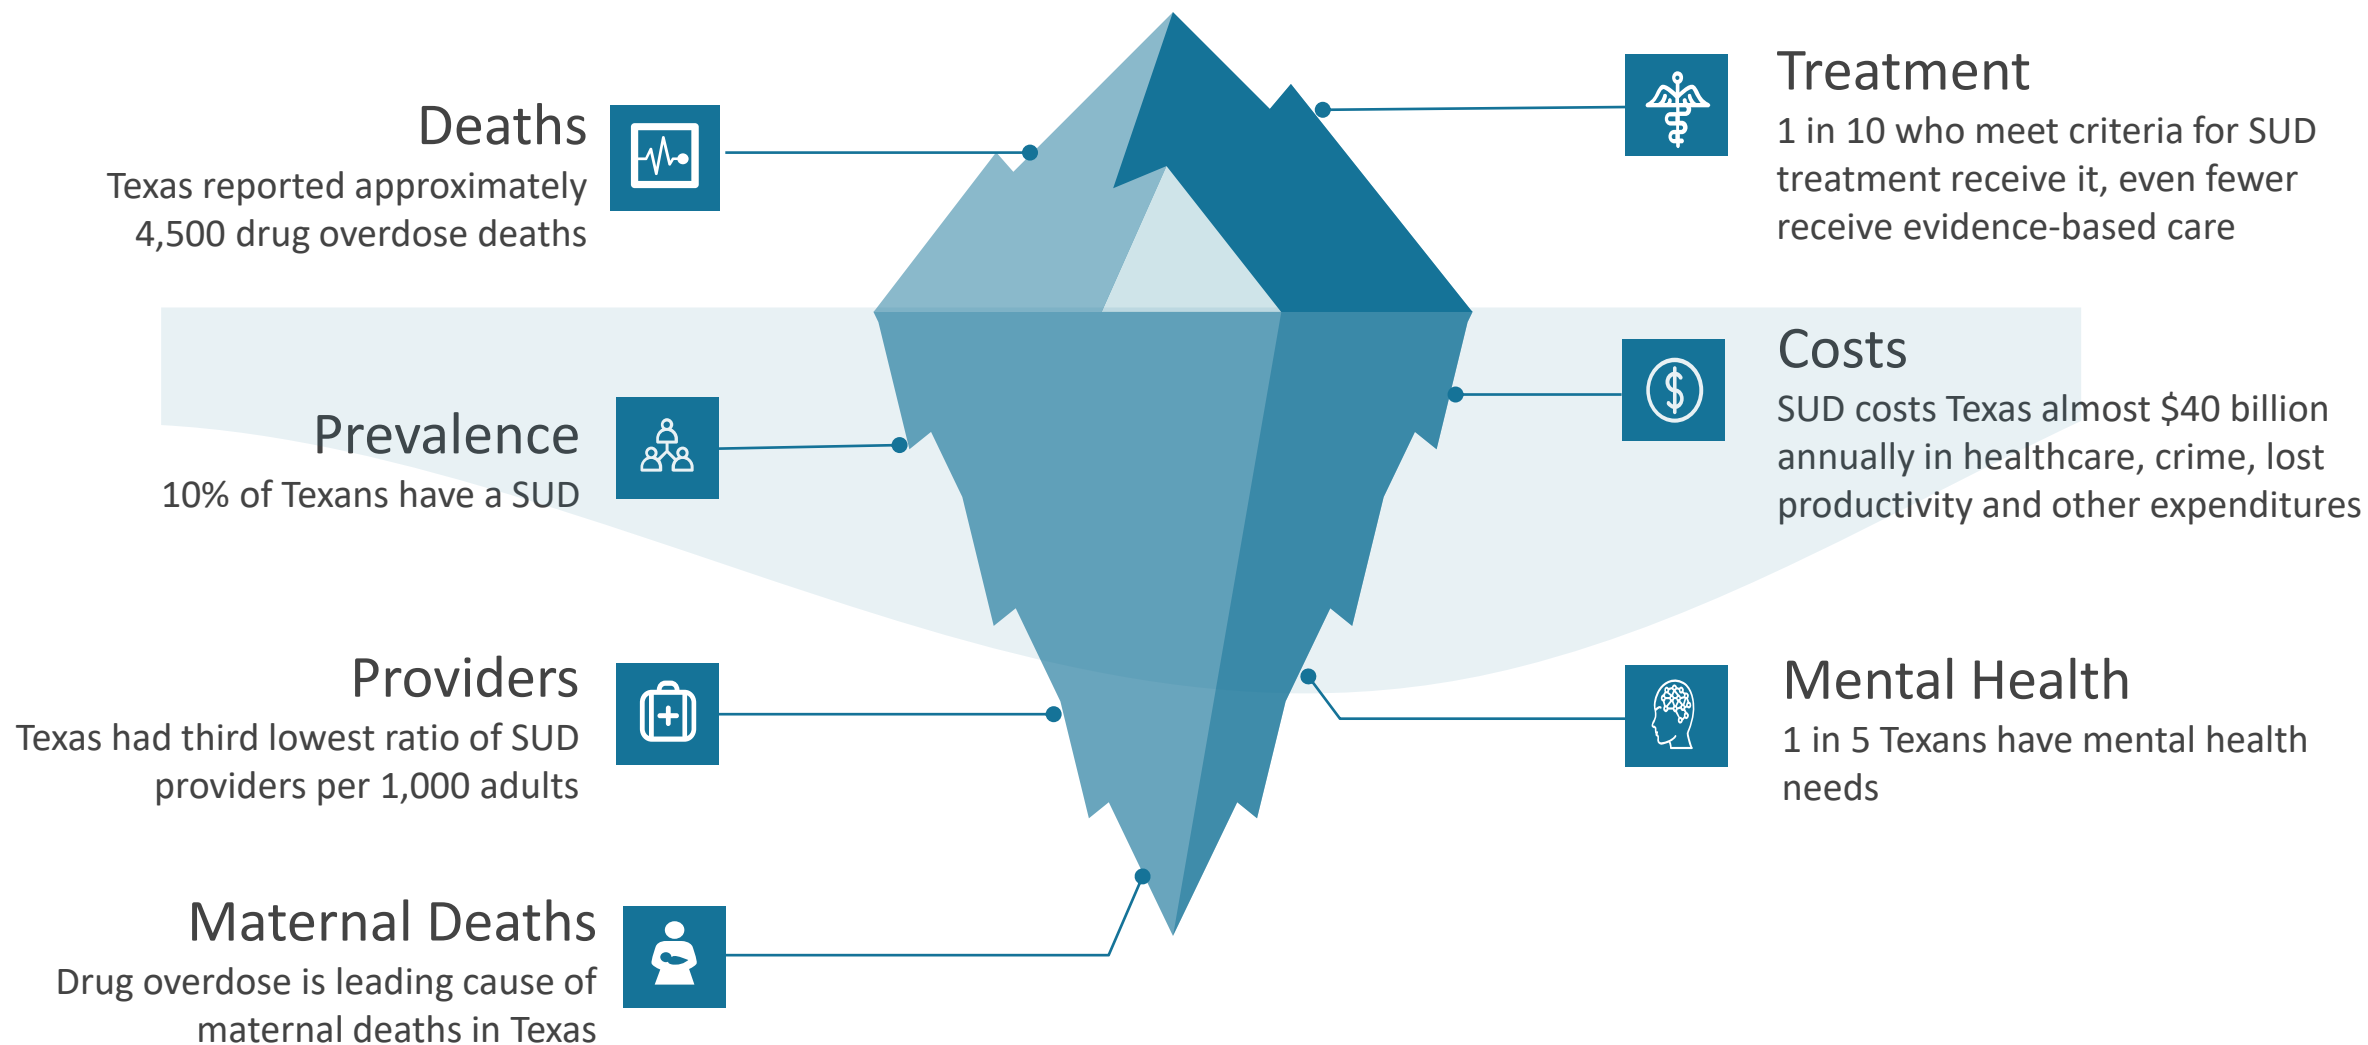 Deaths
Texas reported approximately
4,500 drug overdose deaths
Treatment
1 in 10 who meet criteria for SUD
treatment receive it, even fewer
receive evidence-based care
Prevalence
10% of Texans have a SUD
Costs
SUD costs Texas almost $40 billion
annually in healthcare, crime, lost
productivity and other expenditures
Providers
Texas had third lowest ratio of SUD
providers per 1,000 adults
Mental Health
1 in 5 Texans have mental health
needs
Maternal Deaths
Drug overdose is leading cause of
maternal deaths in Texas